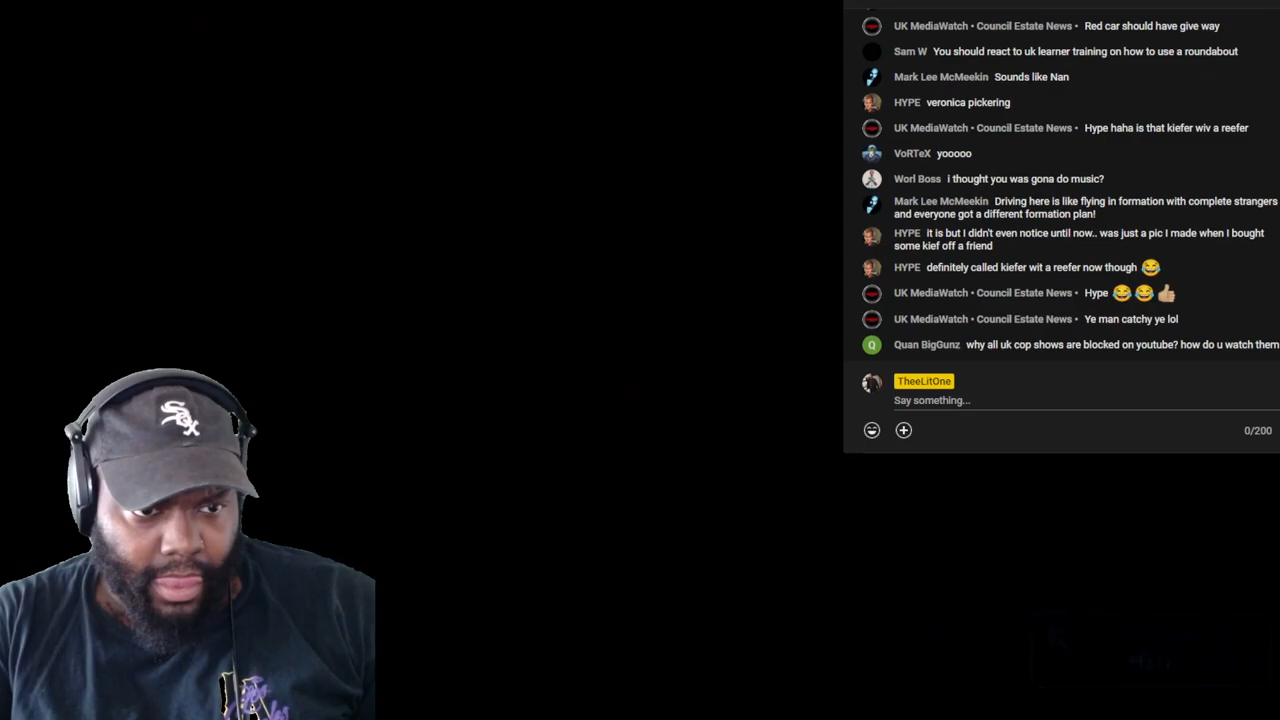 UK MediaWatch • Council Estate News • Red car should have give way
Sam W You should react to uk learner training on how to use a roundabout
Mark Lee McMeekin Sounds like Nan
HYPE veronica pickering
UK MediaWatch • Council Estate News • Hype haha is that kiefer wiv a reefer
VoRTeX yooooo
Worl Boss i thought you was gona do music?
Mark Lee McMeekin Driving here is like flying in formation with complete strangers
and everyone got a different formation plan!
HYPE it is but I didn't even notice until now.. was just a pic I made when I bought
some kief off a friend
HYPE definitely called kiefer wit a reefer now though 😂
UK MediaWatch • Council Estate News • Hype 😂 😂 👍🏼
UK MediaWatch • Council Estate News • Ye man catchy ye lol
Q Quan BigGunz why all uk cop shows are blocked on youtube? how do u watch them
TheeLitOne
Say something...
0/200
Sox